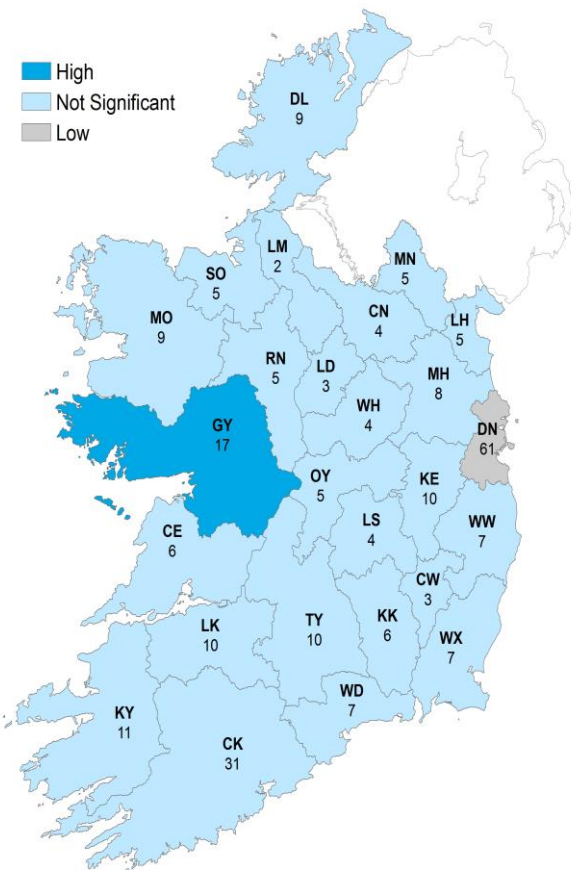 High
Not Significant
Low
DL
9
LM
2
SO
5
MN
5
MO
9
CN
4
LH
5
RN
5
LD
3
MH
8
WH
4
GY
17
DN
61
OY
5
KE
10
LS
4
WW
7
CE
6
CW
3
LK
10
TY
10
KK
6
WX
7
WD
7
KY
11
CK
31